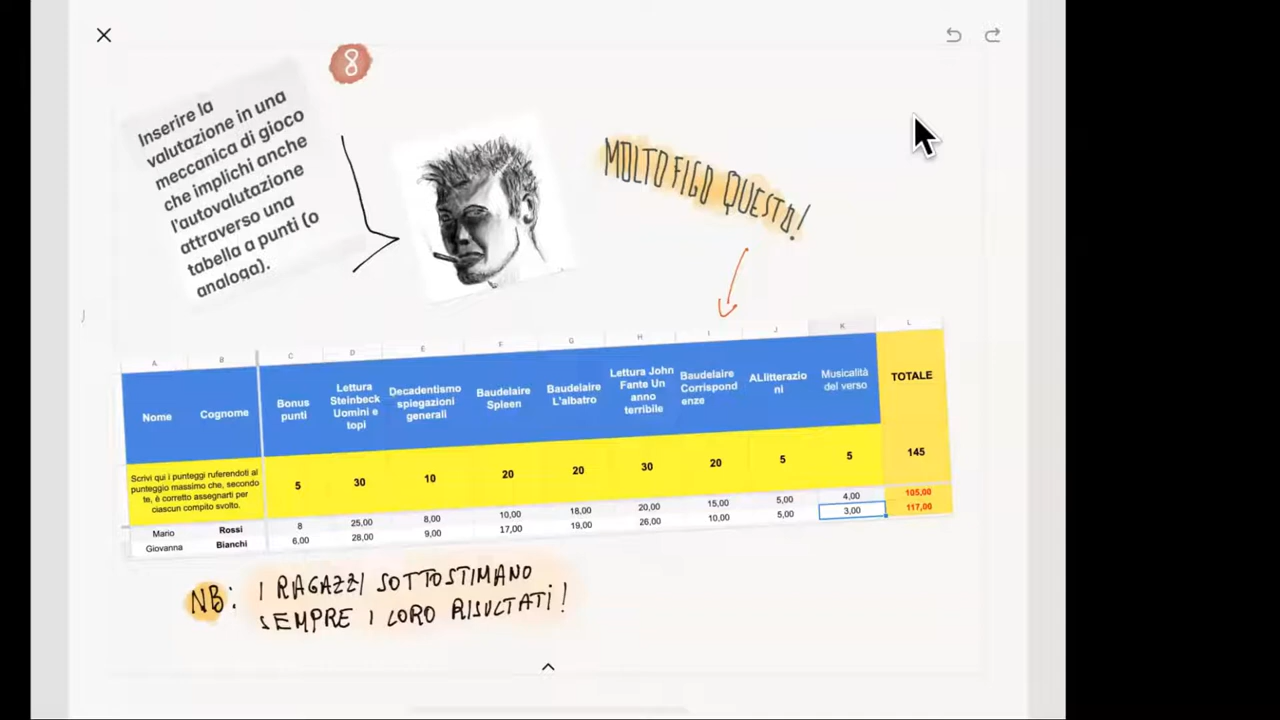 8
Inserire la
valutazione in una
meccanica di gioco
che implichi anche
l'autovalutazione
attraverso una
tabella a punti (o
analoga).
MOLTO FIGO QUESTO!
A B C D E F G H I J K L
Nome Cognome Bonus punti Lettura Steinbeck Uomini e topi Decadentismo spiegazioni generali Baudelaire Spleen Baudelaire L'albatro Lettura John Fante Un anno terribile Baudelaire Corrispond enze ALlitterazio ni Musicalità del verso TOTALE
Scrivi qui i punteggi ruferendoti al
punteggio massimo che, secondo
te, è corretto assegnarti per
ciascun compito svolto.
5 30 10 20 20 30 20 5 5 145
Mario Rossi 8 25,00 8,00 10,00 18,00 20,00 15,00 5,00 4,00 105,00
Giovanna Bianchi 6,00 28,00 9,00 17,00 19,00 26,00 10,00 5,00 3,00 117,00
NB: I RAGAZZI SOTTOSTIMANO
SEMPRE I LORO RISULTATI!